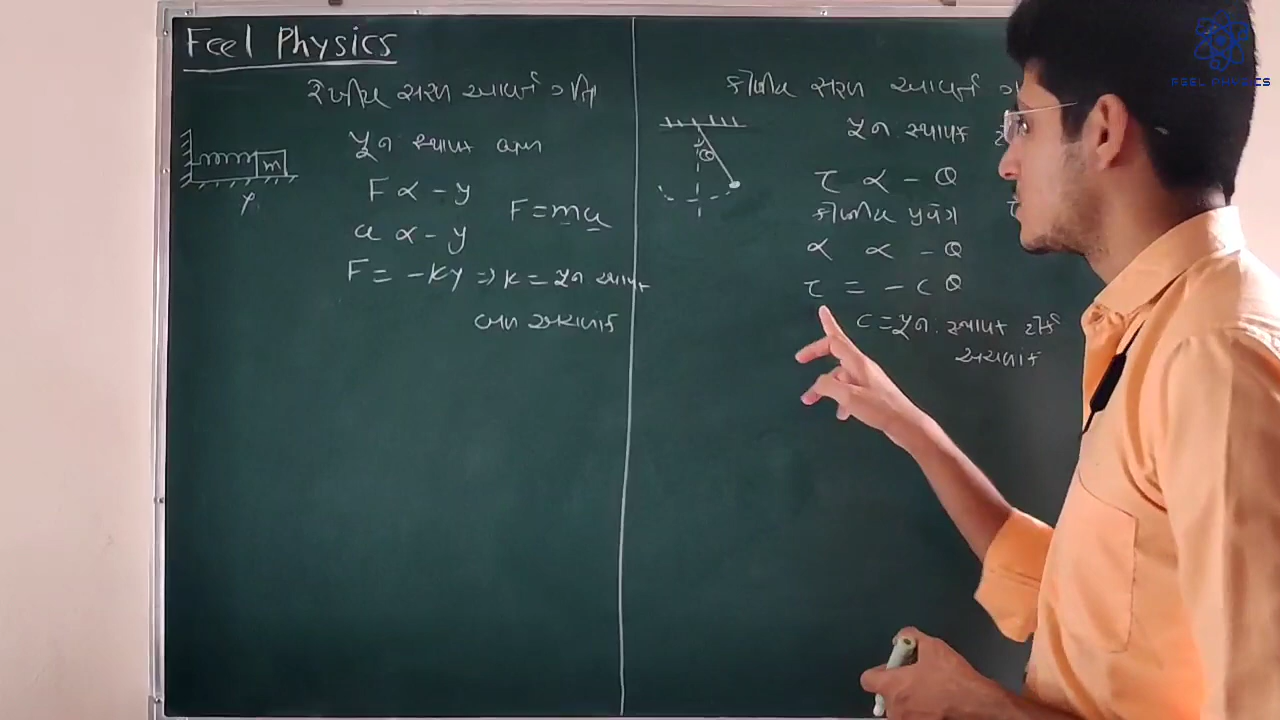 Feel Physics
રેખીય સરળ આવર્ત ગતિ
પુનઃસ્થાપક બળ
F ∝ - y
F = ma
a ∝ - y
F = - Ky ⇒ K = પુનઃસ્થાપક
બળ અચળાંક
m
કોણીય સરળ આવર્ત
θ
પુનઃસ્થાપક
τ ∝ - θ
કોણીય પ્રવેગ
α ∝ - θ
τ = - C θ
C = પુનઃસ્થાપક ટોર્ક
અચળાંક
FEEL PHYSICS